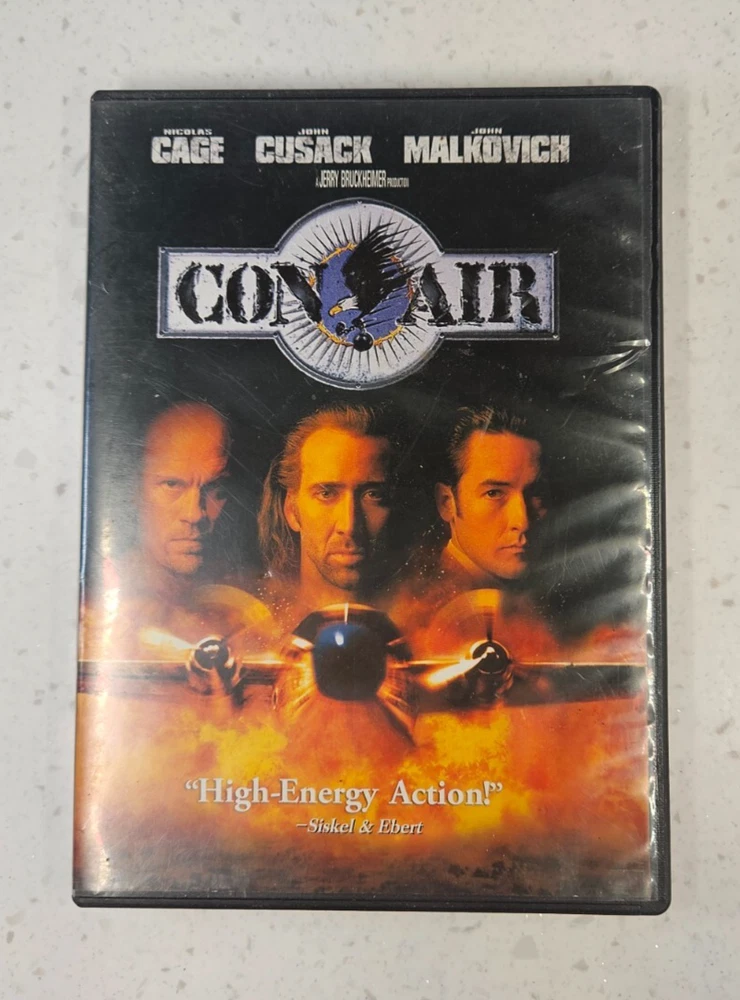 NICOLAS JOHN JOHN
CAGE CUSACK MALKOVICH
A JERRY BRUCKHEIMER PRODUCTION
CON AIR
“High-Energy Action!”
–Siskel & Ebert